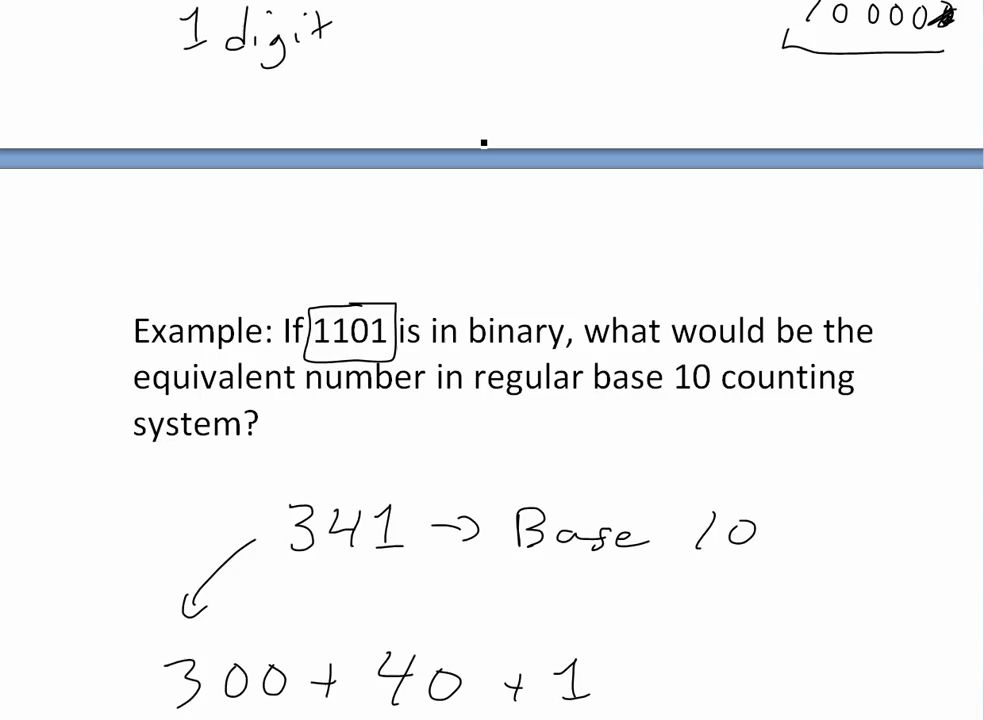 1 digit
10000
Example: If 1101 is in binary, what would be the
equivalent number in regular base 10 counting
system?
341 → Base 10
300 + 40 + 1